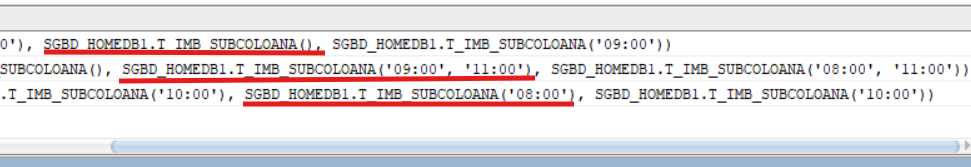 0'), SGBD_HOMEDB1.T_IMB_SUBCOLOANA(), SGBD_HOMEDB1.T_IMB_SUBCOLOANA('09:00'))
SUBCOLOANA(), SGBD_HOMEDB1.T_IMB_SUBCOLOANA('09:00', '11:00'), SGBD_HOMEDB1.T_IMB_SUBCOLOANA('08:00', '11:00'))
.T_IMB_SUBCOLOANA('10:00'), SGBD_HOMEDB1.T_IMB_SUBCOLOANA('08:00'), SGBD_HOMEDB1.T_IMB_SUBCOLOANA('10:00'))